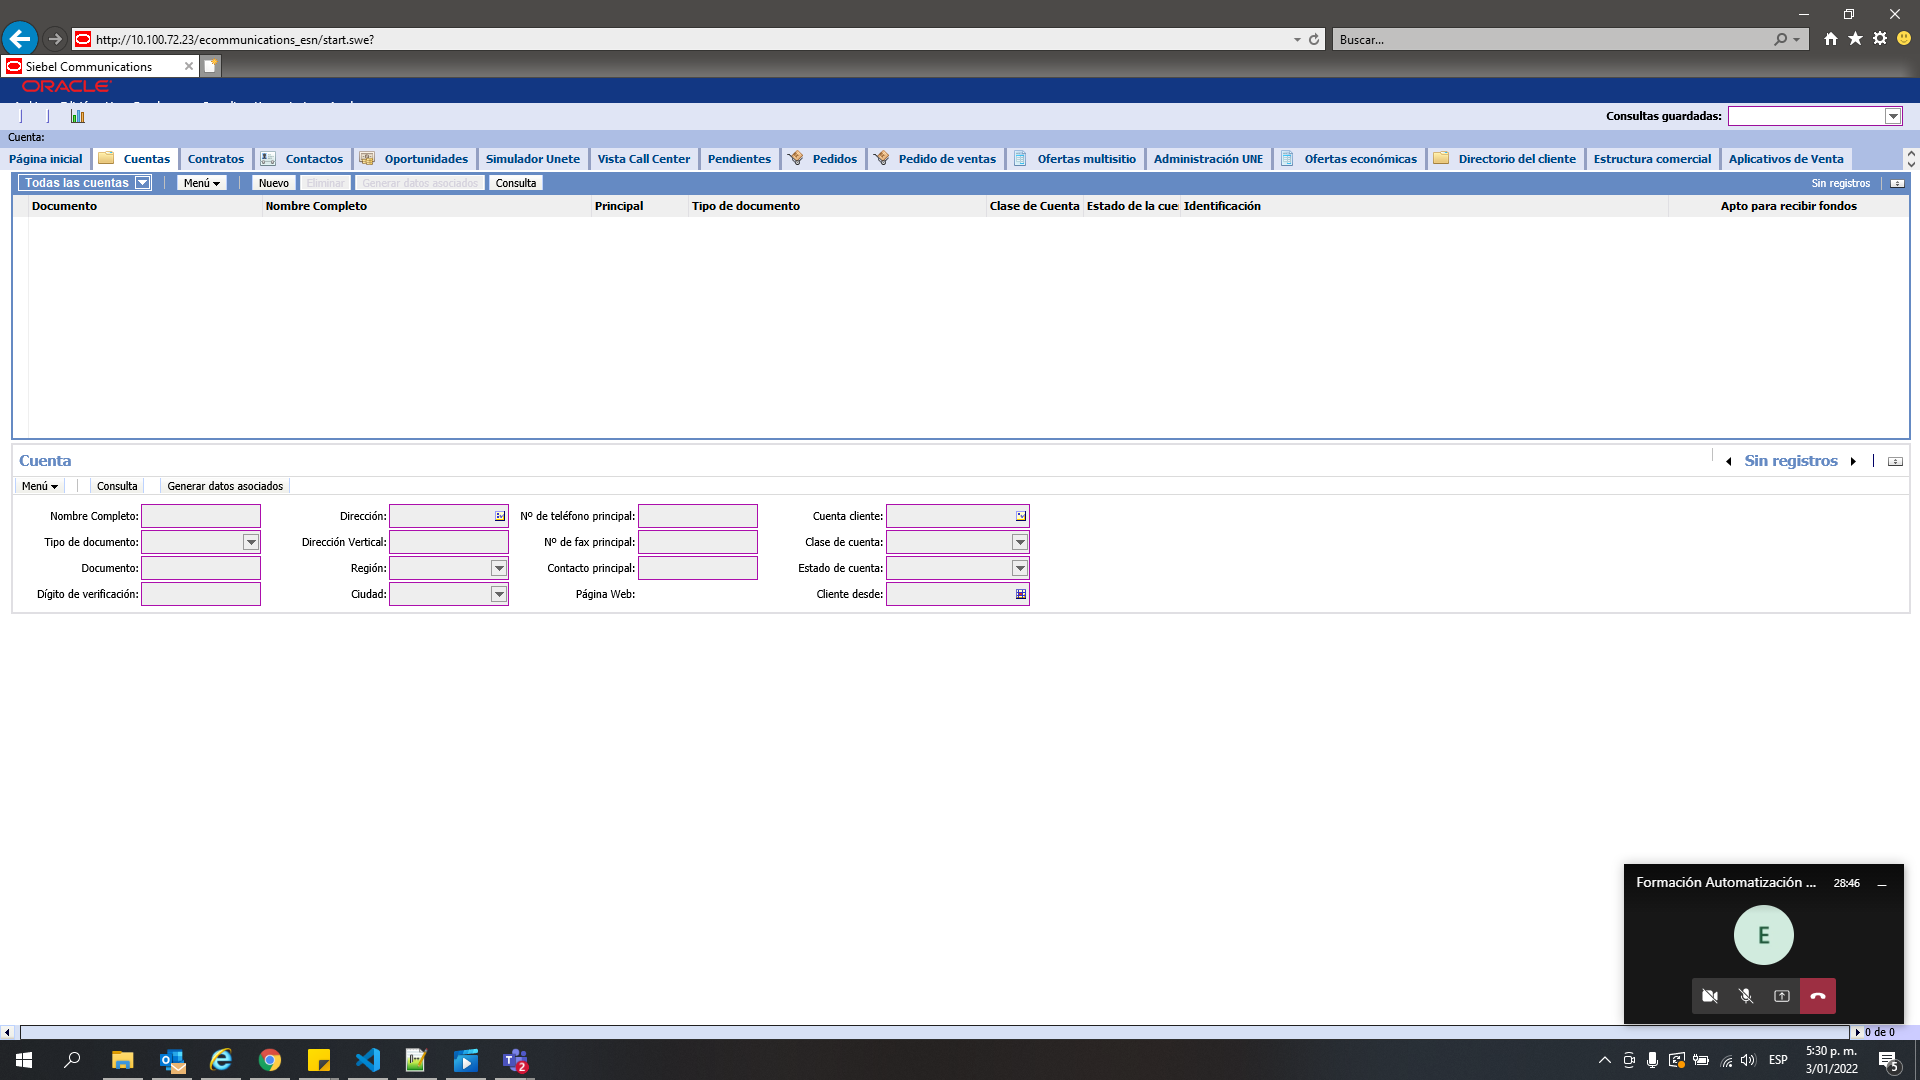 http://10.100.72.23/ecommunications_esn/start.swe?
Buscar...
Siebel Communications
ORACLE
Consultas guardadas:
Cuenta:
Página inicial Cuentas Contratos Contactos Oportunidades Simulador Unete Vista Call Center Pendientes Pedidos Pedido de ventas Ofertas multisitio Administración UNE Ofertas económicas Directorio del cliente Estructura comercial Aplicativos de Venta
Todas las cuentas Menú Nuevo Eliminar Generar datos asociados Consulta Sin registros
Documento Nombre Completo Principal Tipo de documento Clase de Cuenta Estado de la cue Identificación Apto para recibir fondos
Cuenta Sin registros
Menú Consulta Generar datos asociados
Nombre Completo: Dirección: Nº de teléfono principal: Cuenta cliente:
Tipo de documento: Dirección Vertical: Nº de fax principal: Clase de cuenta:
Documento: Región: Contacto principal: Estado de cuenta:
Dígito de verificación: Ciudad: Página Web: Cliente desde:
Formación Automatización ... 28:46
E
0 de 0
ESP
5:30 p. m.
3/01/2022
2
5